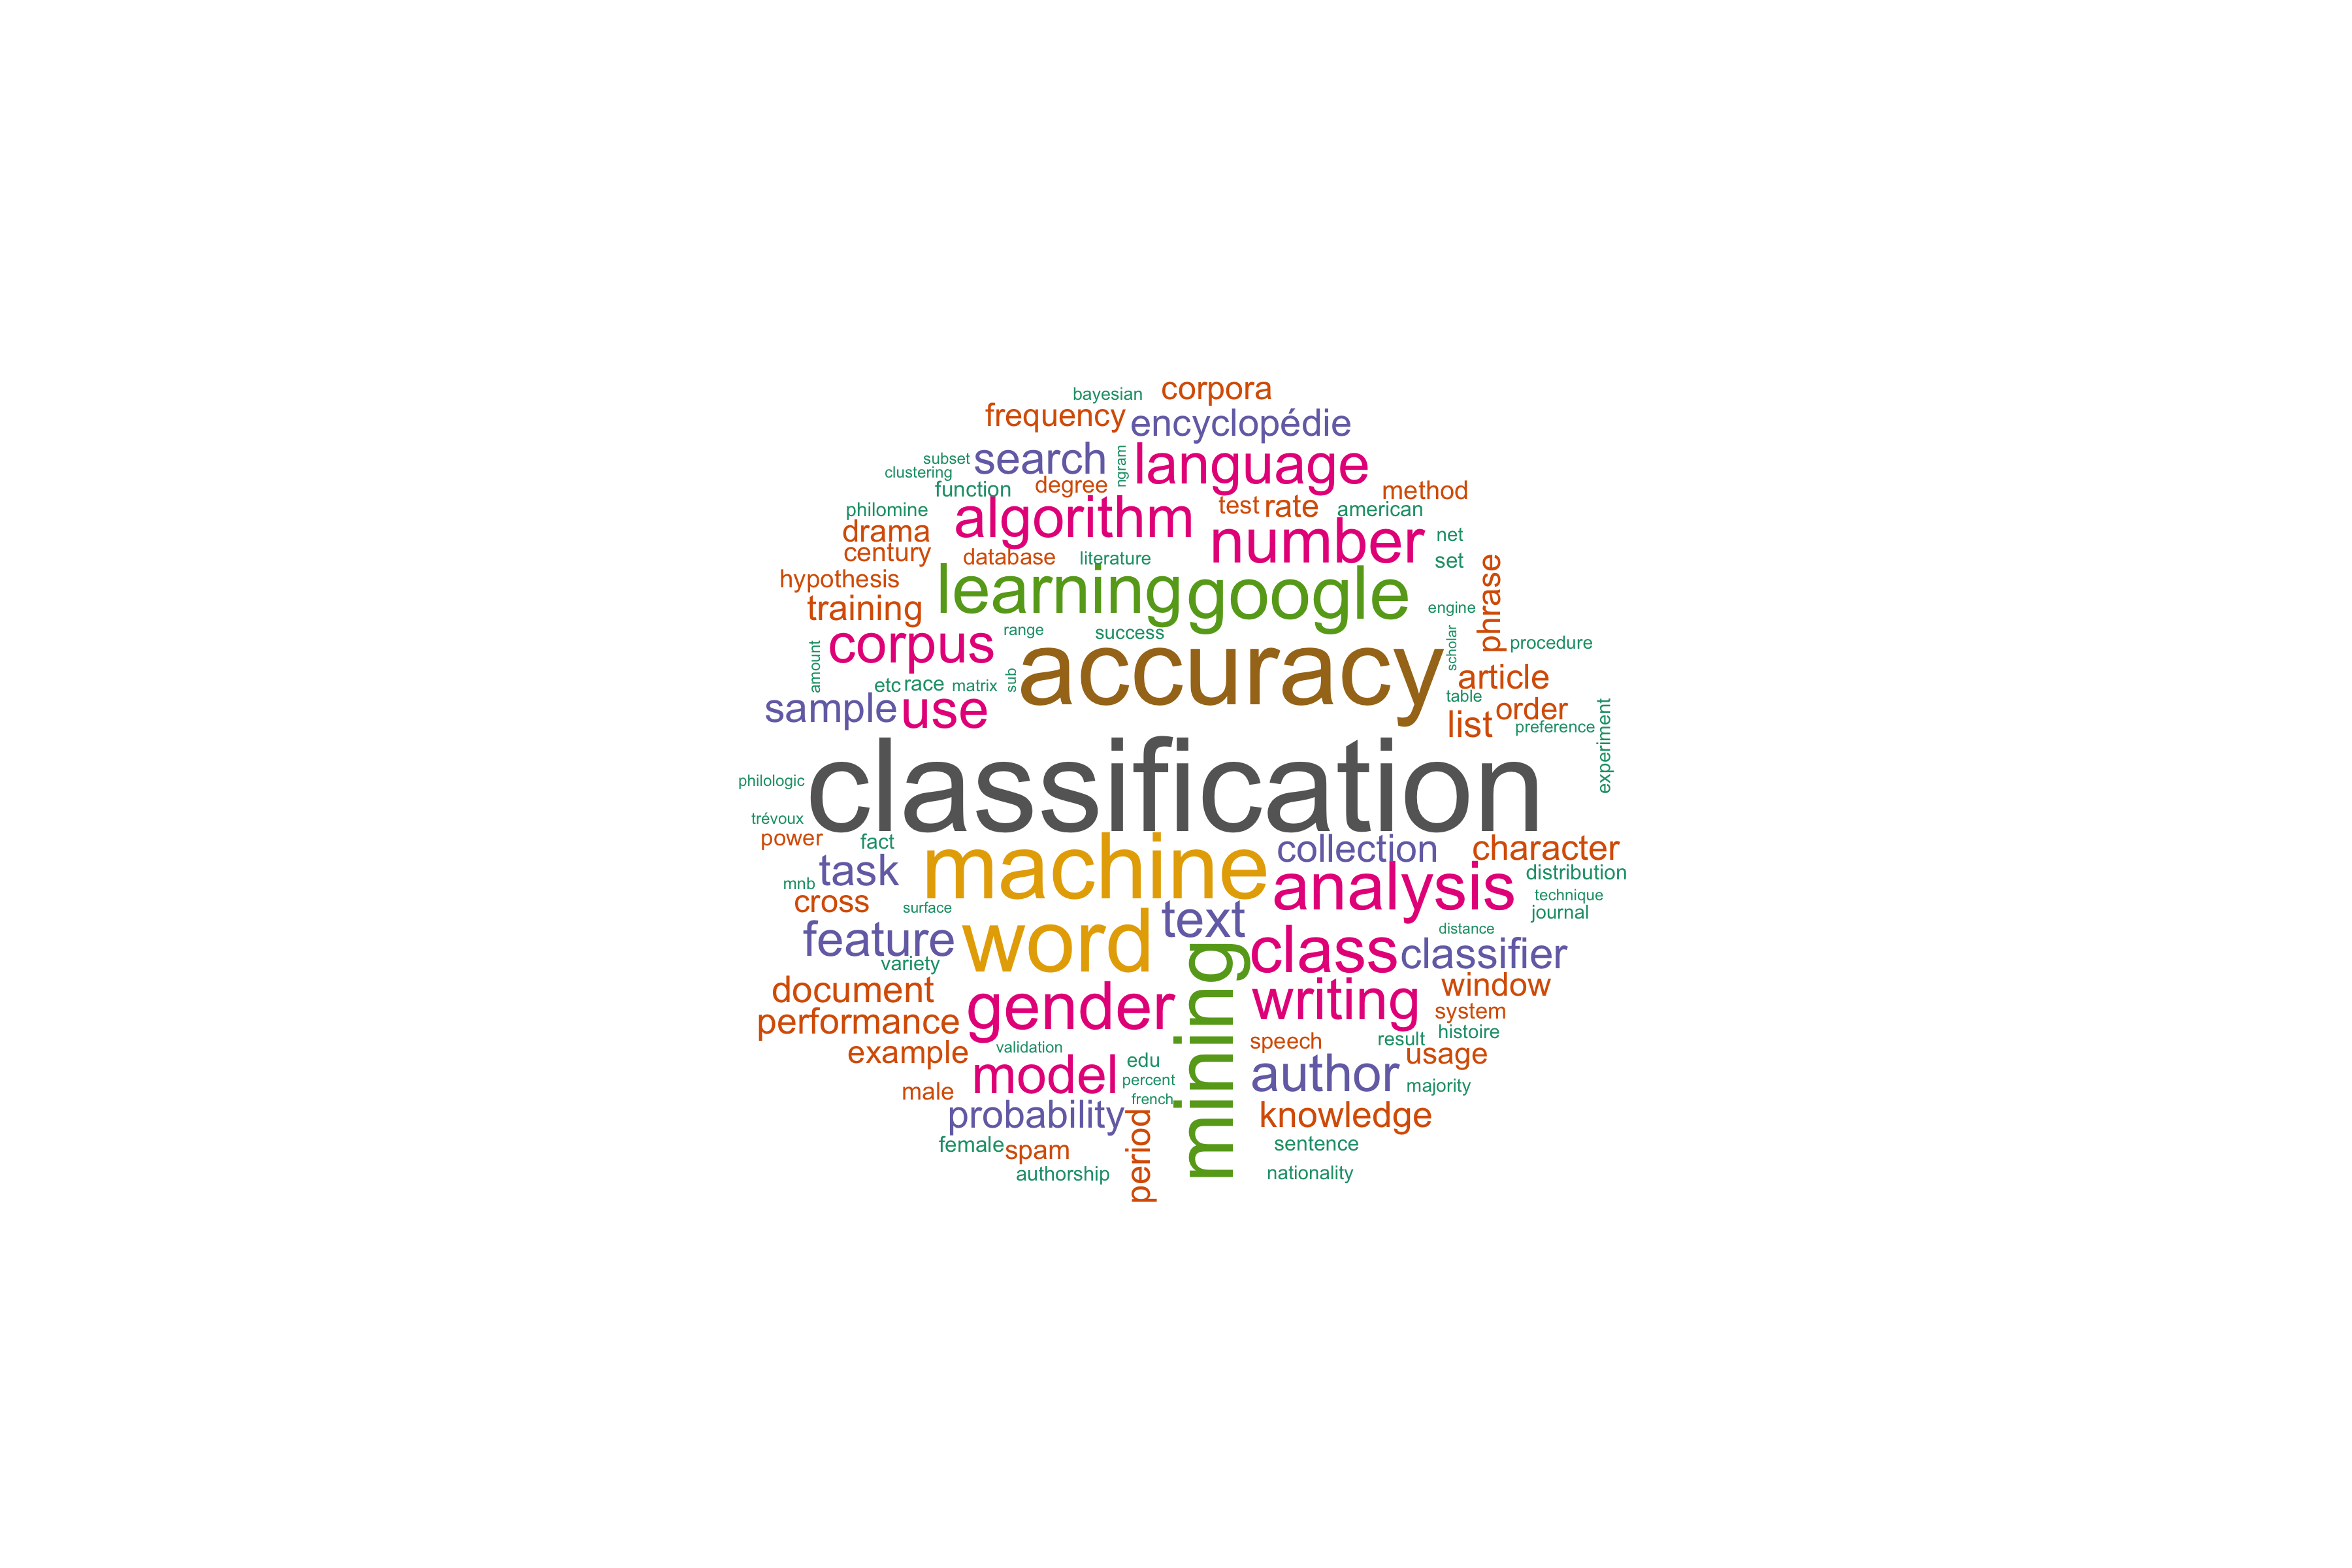 bayesian corpora
frequency encyclopédie
subset search ngram language
clustering
function degree method
philomine algorithm test rate american
drama number net
century database literature set
hypothesis learning google phrase
training engine
corpus range success scholar procedure
amount etc race matrix sub accuracy article
table
sample use list order
preference experiment
philologic classification
trévoux
power fact collection character
task machine analysis distribution
mnb technique
cross surface text journal
feature word class distance classifier
variety mining
document writing window
performance gender system
validation speech result histoire
example edu usage
model percent author majority
male french
probability period knowledge
female spam sentence
authorship nationality